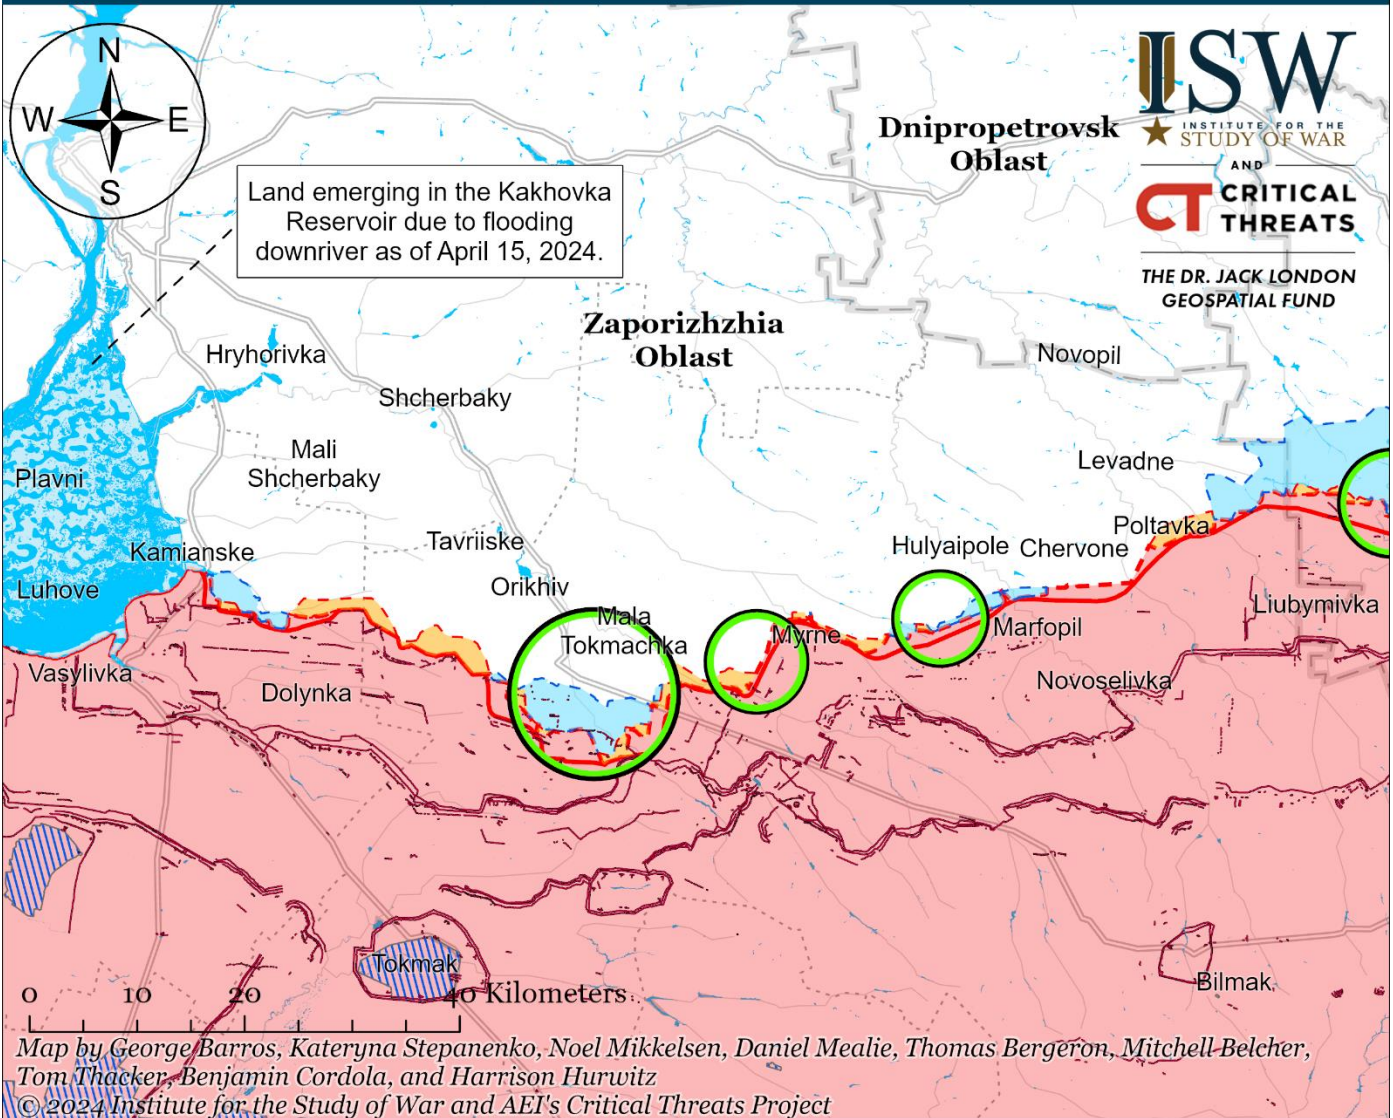 N
W
E
S
ISW
INSTITUTE FOR THE
STUDY OF WAR
AND
CT CRITICAL
THREATS
THE DR. JACK LONDON
GEOSPATIAL FUND
Dnipropetrovsk
Oblast
Land emerging in the Kakhovka
Reservoir due to flooding
downriver as of April 15, 2024.
Zaporizhzhia
Oblast
Hryhorivka
Novopil
Shcherbaky
Mali
Shcherbaky
Levadne
Plavni
Poltavka
Tavriiske
Kamianske
Hulyaipole
Chervone
Luhove
Orikhiv
Liubymivka
Mala
Tokmachka
Myrne
Marfopil
Vasylivka
Dolynka
Novoselivka
Tokmak
Bilmak
0 10 20 40 Kilometers
Map by George Barros, Kateryna Stepanenko, Noel Mikkelsen, Daniel Mealie, Thomas Bergeron, Mitchell Belcher,
Tom Thacker, Benjamin Cordola, and Harrison Hurwitz
© 2024 Institute for the Study of War and AEI's Critical Threats Project